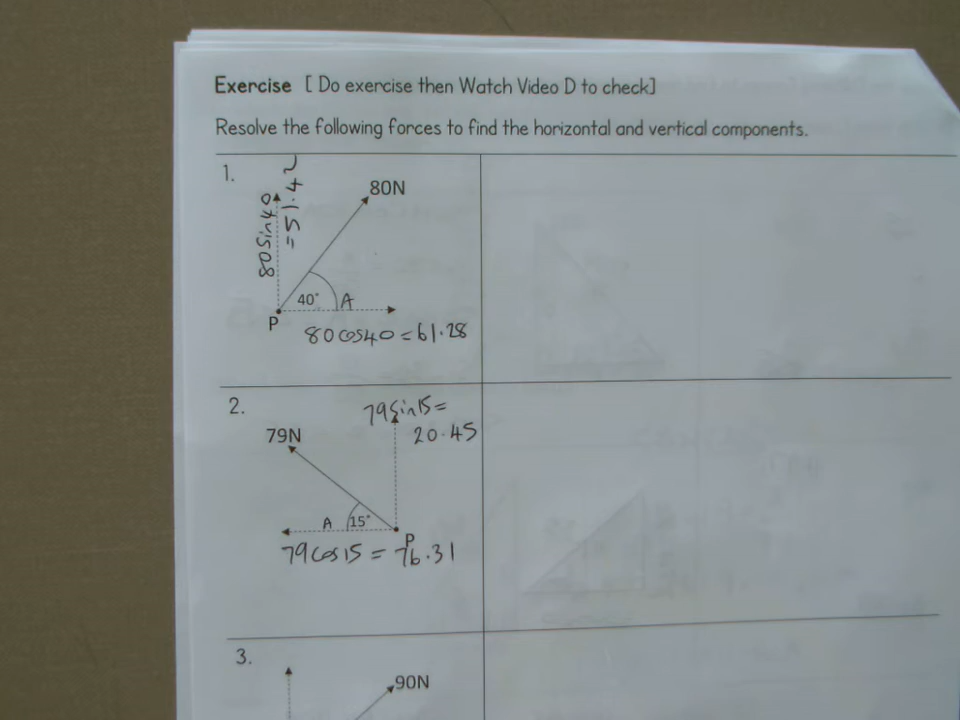 Exercise [ Do exercise then Watch Video D to check]
Resolve the following forces to find the horizontal and vertical components.
1.
80N
80sin40
=51.42
40° A
P
80cos40=61.28
2.
79sin15=
20.45
79N
A 15°
P
79cos15 = 76.31
3.
90N